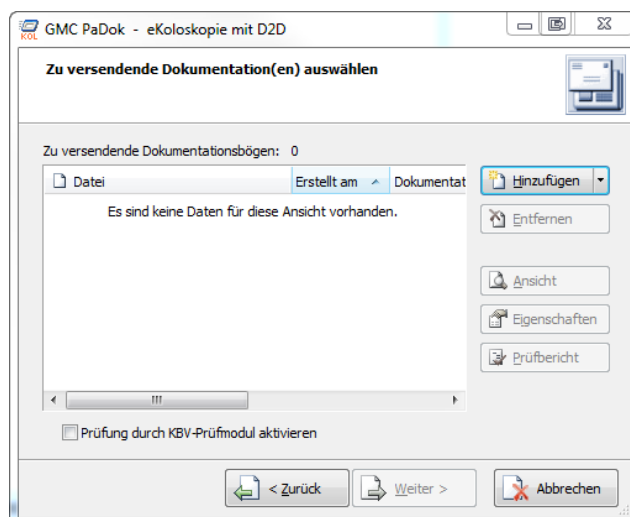 KOL GMC PaDok - eKoloskopie mit D2D
Zu versendende Dokumentation(en) auswählen
Zu versendende Dokumentationsbögen: 0
Datei Erstellt am Dokumentat
Es sind keine Daten für diese Ansicht vorhanden.
Hinzufügen
Entfernen
Ansicht
Eigenschaften
Prüfbericht
Prüfung durch KBV-Prüfmodul aktivieren
< Zurück Weiter > Abbrechen